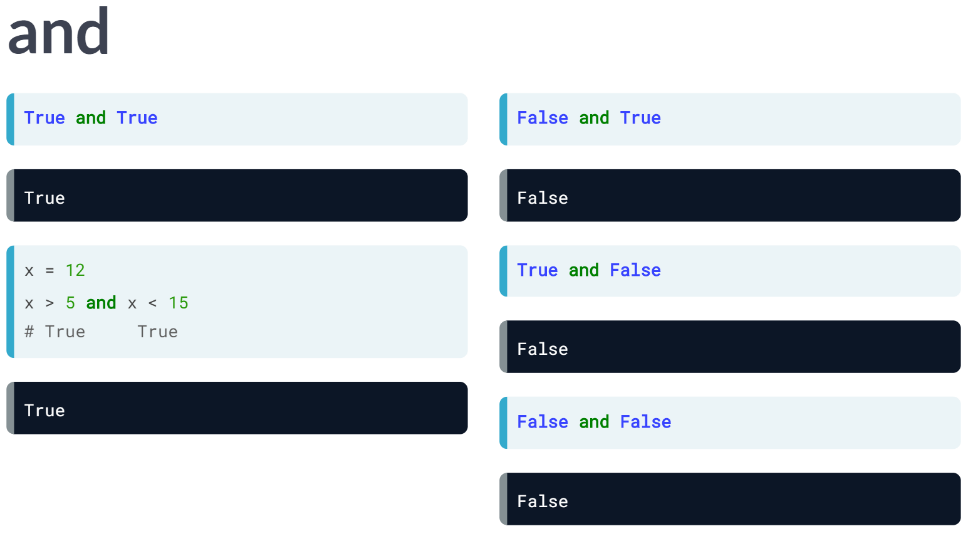 and
True and True
True
x = 12
x > 5 and x < 15
# True     True
True
False and True
False
True and False
False
False and False
False